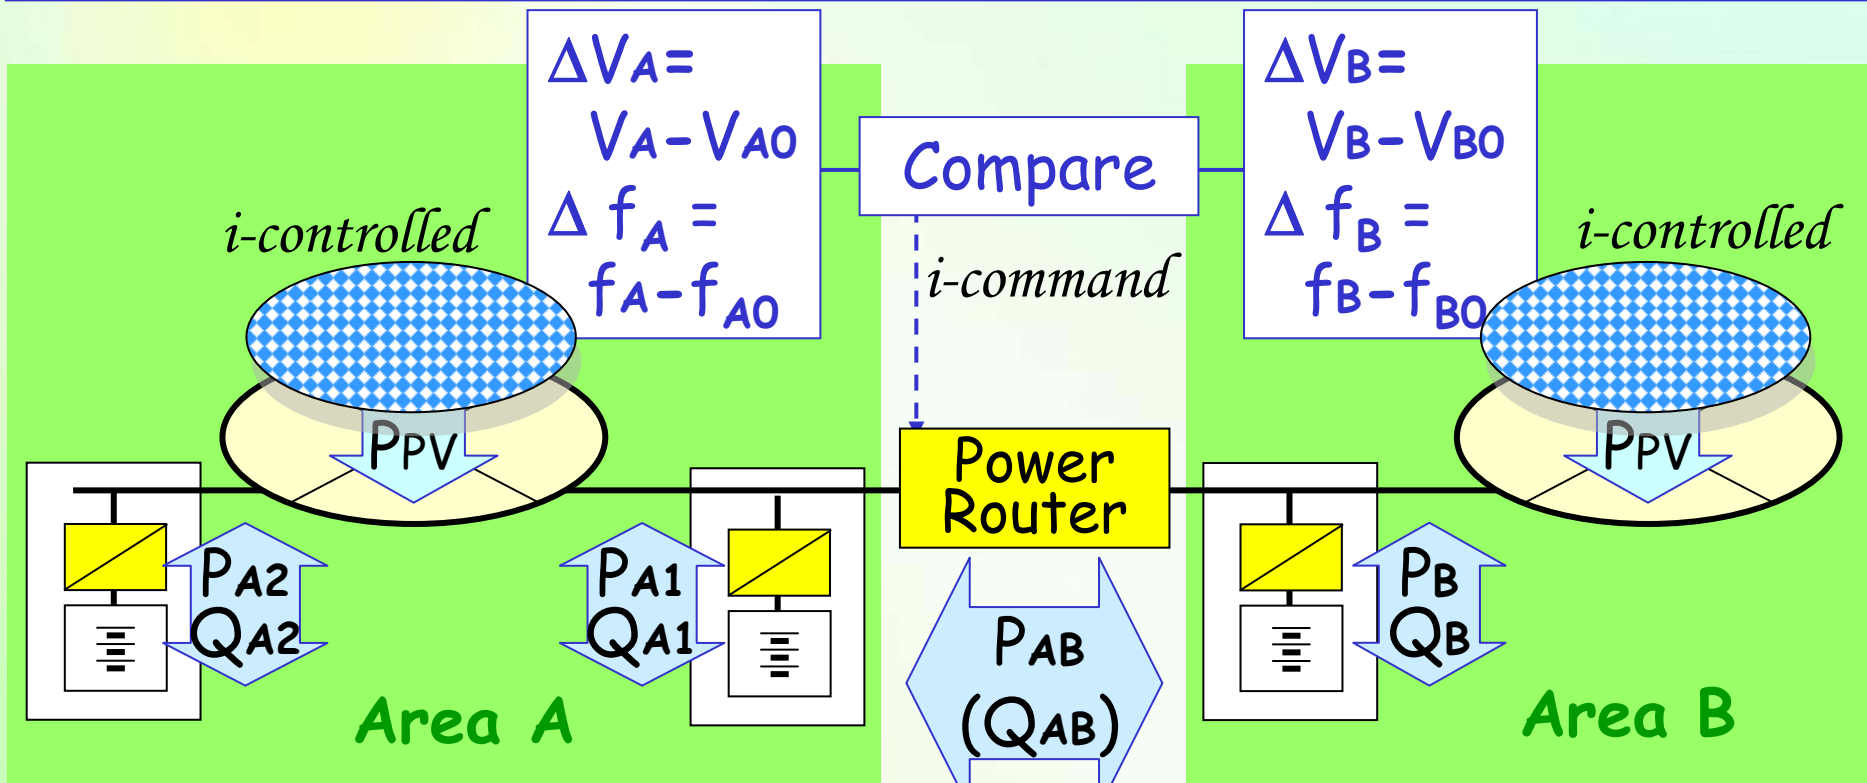 ΔVA=
VA-VA0
Δ fA =
fA-fA0
Compare
ΔVB=
VB-VB0
Δ fB =
fB-fB0
i-controlled
i-command
i-controlled
PPV
Power
Router
PPV
PA2
QA2
PA1
QA1
PAB
(QAB)
PB
QB
Area A
Area B